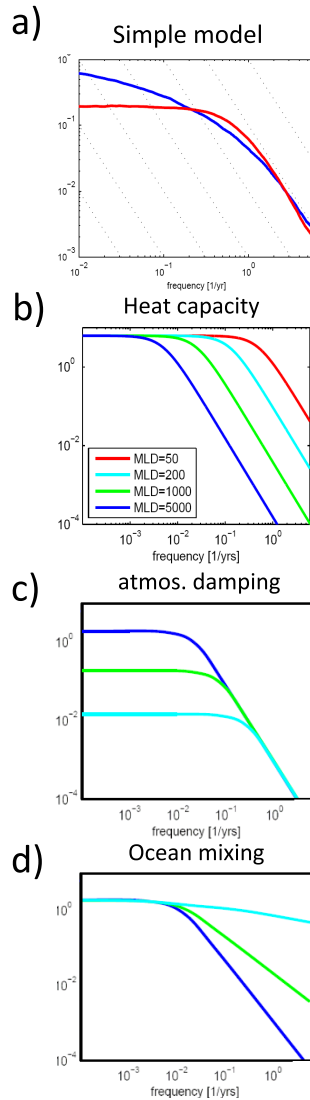 a)
Simple model
10^0
10^-1
10^-2
10^-3
10^-2 10^-1 10^0
frequency [1/yr]
b)
Heat capacity
10^0
10^-2
10^-4
MLD=50
MLD=200
MLD=1000
MLD=5000
10^-3 10^-2 10^-1 10^0
frequency [1/yrs]
c)
atmos. damping
10^0
10^-2
10^-4
10^-3 10^-2 10^-1 10^0
frequency [1/yrs]
d)
Ocean mixing
10^0
10^-2
10^-4
10^-3 10^-2 10^-1 10^0
frequency [1/yrs]